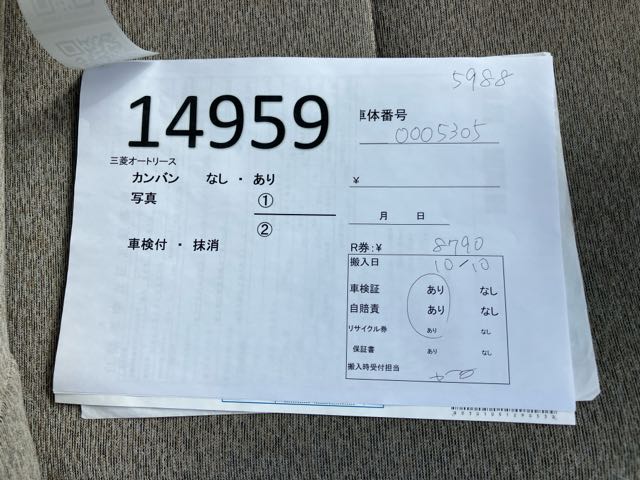 5988
14959
車体番号
0005305
三菱オートリース
カンバン なし ・ あり
¥
写真 ①
②
月 日
車検付 ・ 抹消
R券:¥ 8790
搬入日 10/10
車検証 あり なし
自賠責 あり なし
リサイクル券 あり なし
保証書 あり なし
搬入時受付担当